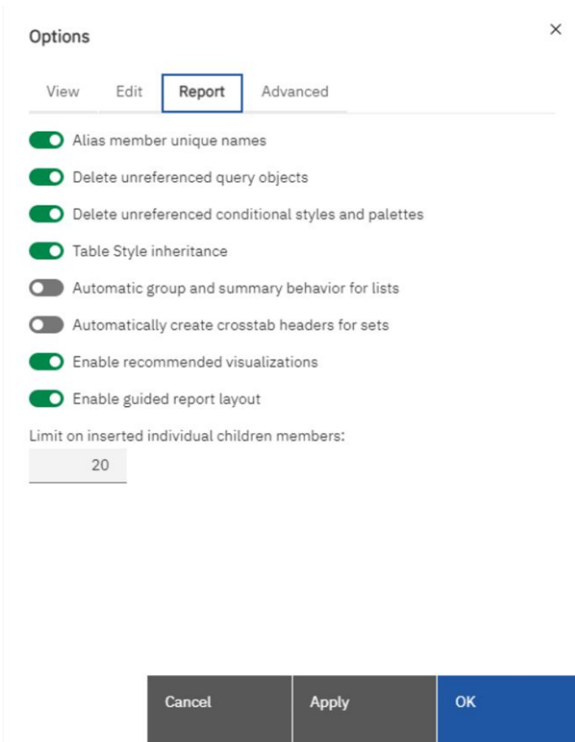 Options
View Edit Report Advanced
Alias member unique names
Delete unreferenced query objects
Delete unreferenced conditional styles and palettes
Table Style inheritance
Automatic group and summary behavior for lists
Automatically create crosstab headers for sets
Enable recommended visualizations
Enable guided report layout
Limit on inserted individual children members:
20
Cancel Apply OK